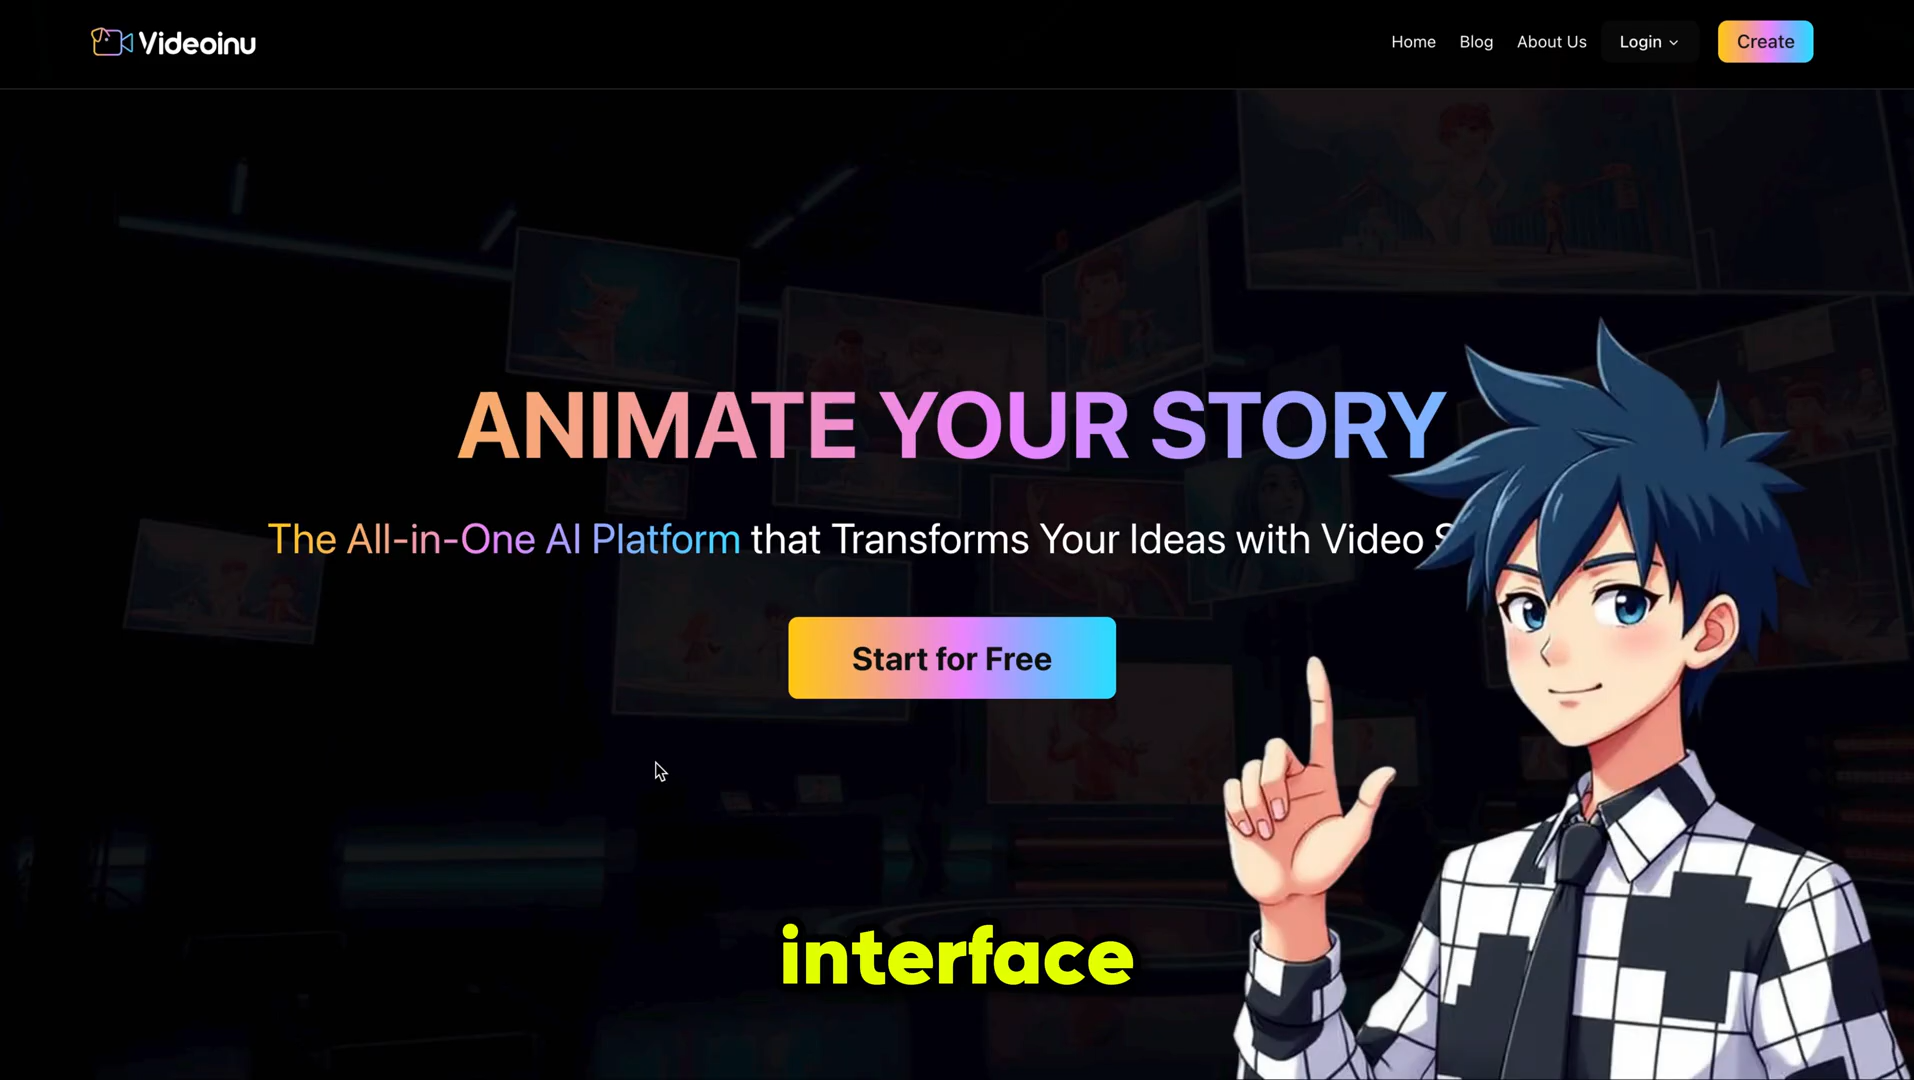 Videoinu
Home
Blog
About Us
Login
Create
ANIMATE YOUR STORY
The All-in-One AI Platform that Transforms Your Ideas with Video
Start for Free
interface